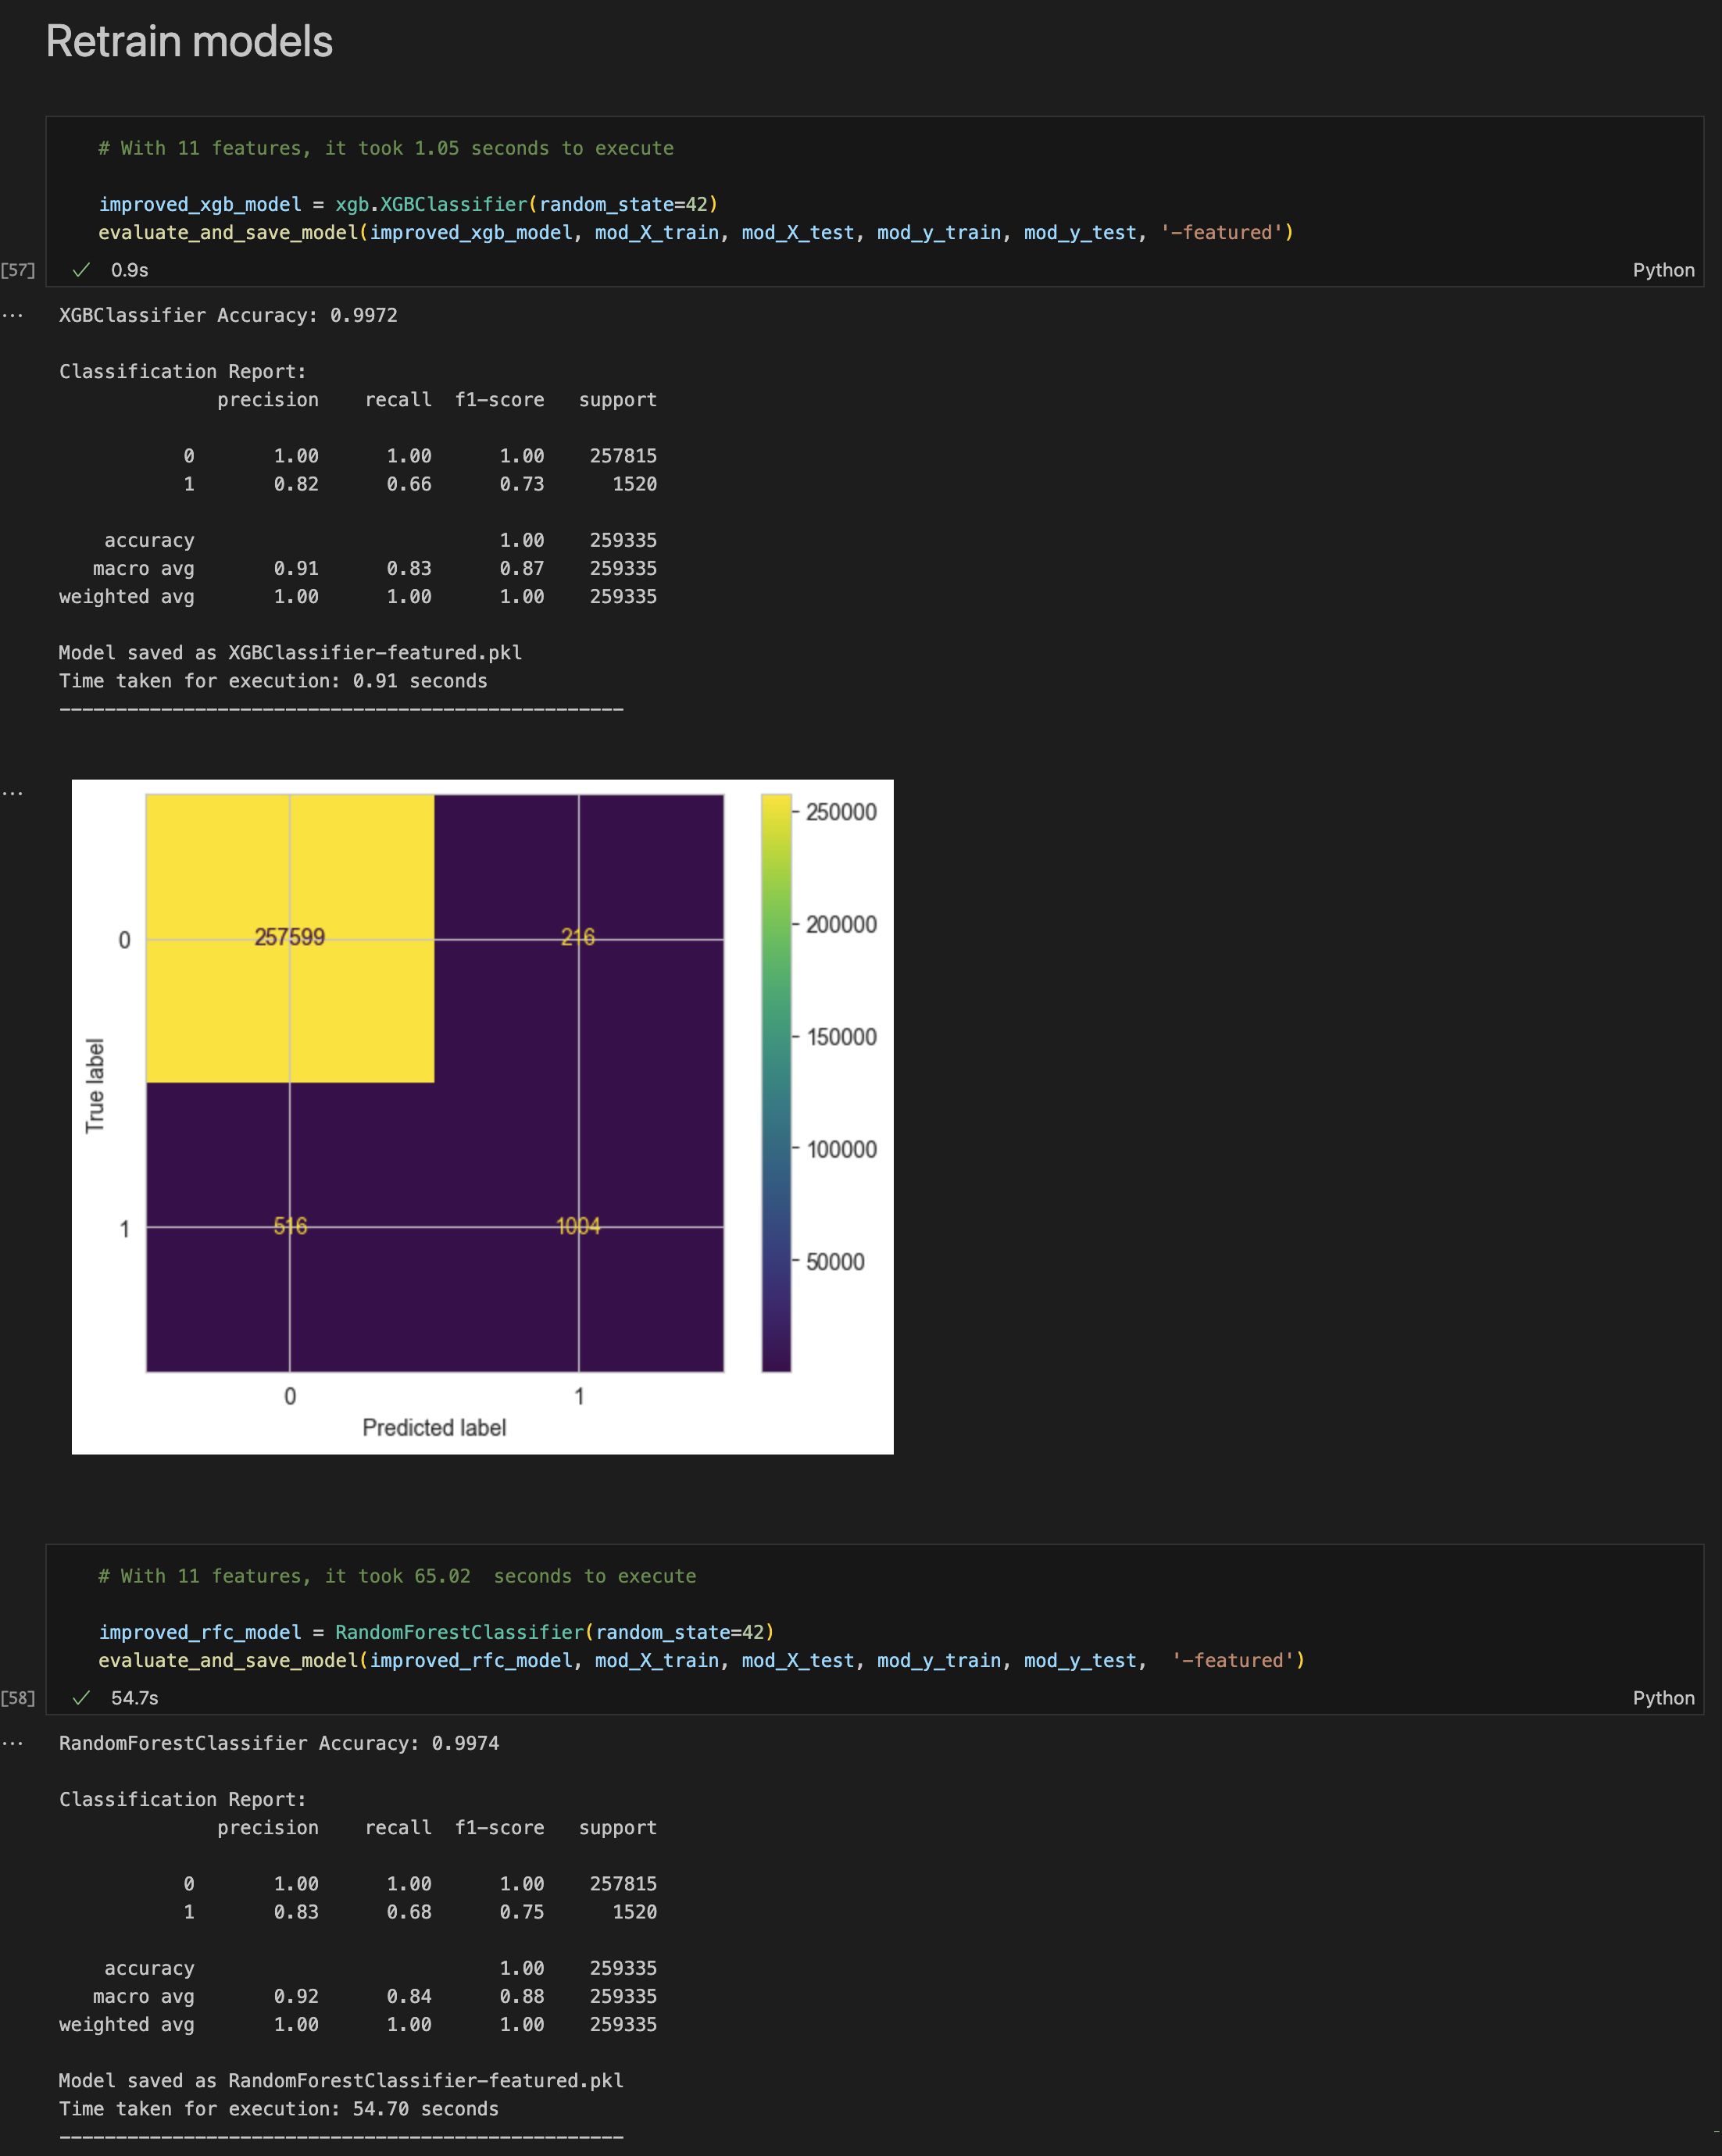 Retrain models
# With 11 features, it took 1.05 seconds to execute
improved_xgb_model = xgb.XGBClassifier(random_state=42)
evaluate_and_save_model(improved_xgb_model, mod_X_train, mod_X_test, mod_y_train, mod_y_test, '-featured')
[57] ✓ 0.9s Python
... XGBClassifier Accuracy: 0.9972
Classification Report:
precision recall f1-score support
0 1.00 1.00 1.00 257815
1 0.82 0.66 0.73 1520
accuracy 1.00 259335
macro avg 0.91 0.83 0.87 259335
weighted avg 1.00 1.00 1.00 259335
Model saved as XGBClassifier-featured.pkl
Time taken for execution: 0.91 seconds
--------------------------------------------------
...
250000
200000
150000
100000
50000
0 257599 216
1 516 1004
True label
0 1
Predicted label
# With 11 features, it took 65.02  seconds to execute
improved_rfc_model = RandomForestClassifier(random_state=42)
evaluate_and_save_model(improved_rfc_model, mod_X_train, mod_X_test, mod_y_train, mod_y_test,  '-featured')
[58] ✓ 54.7s Python
... RandomForestClassifier Accuracy: 0.9974
Classification Report:
precision recall f1-score support
0 1.00 1.00 1.00 257815
1 0.83 0.68 0.75 1520
accuracy 1.00 259335
macro avg 0.92 0.84 0.88 259335
weighted avg 1.00 1.00 1.00 259335
Model saved as RandomForestClassifier-featured.pkl
Time taken for execution: 54.70 seconds
--------------------------------------------------